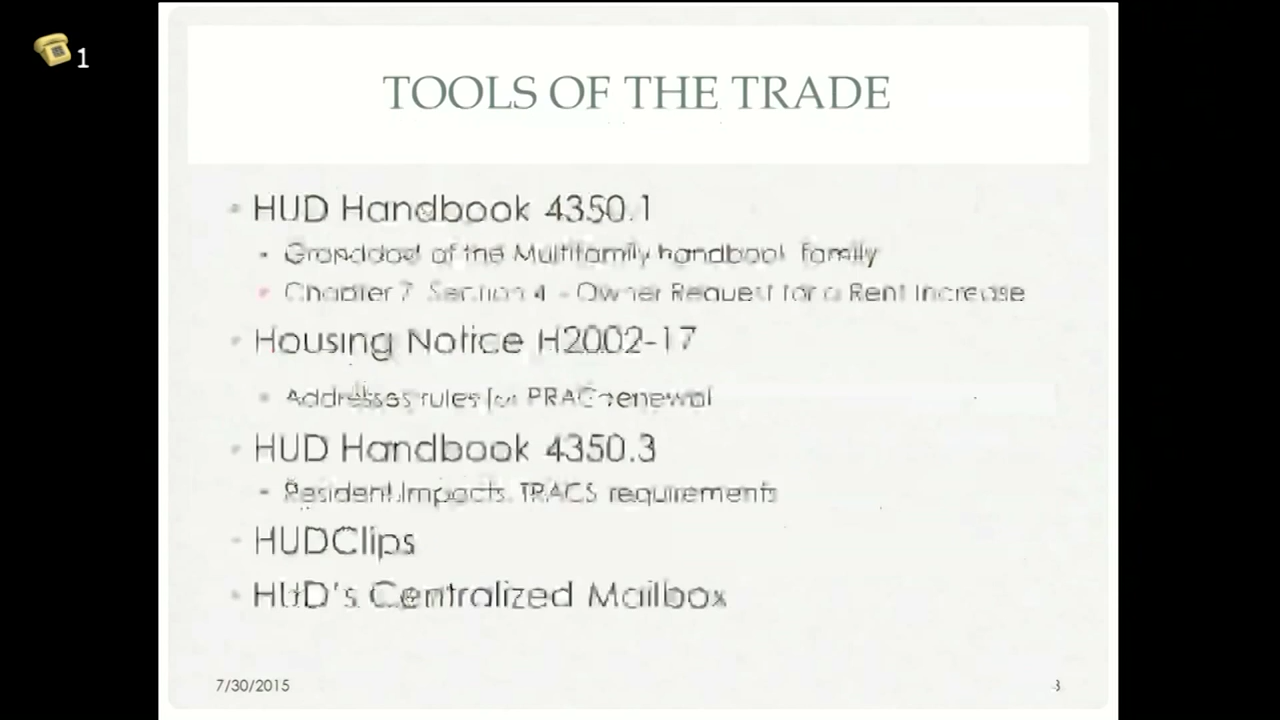 1
TOOLS OF THE TRADE
• HUD Handbook 4350.1
• Granddad of the Multifamily handbook family
• Chapter 7 Section 4 - Owner Request for a Rent Increase
• Housing Notice H2002-17
• Addresses rules for PRAC renewal
• HUD Handbook 4350.3
• Resident Impacts, TRACS requirements
• HUDClips
• HUD's Centralized Mailbox
7/30/2015
3